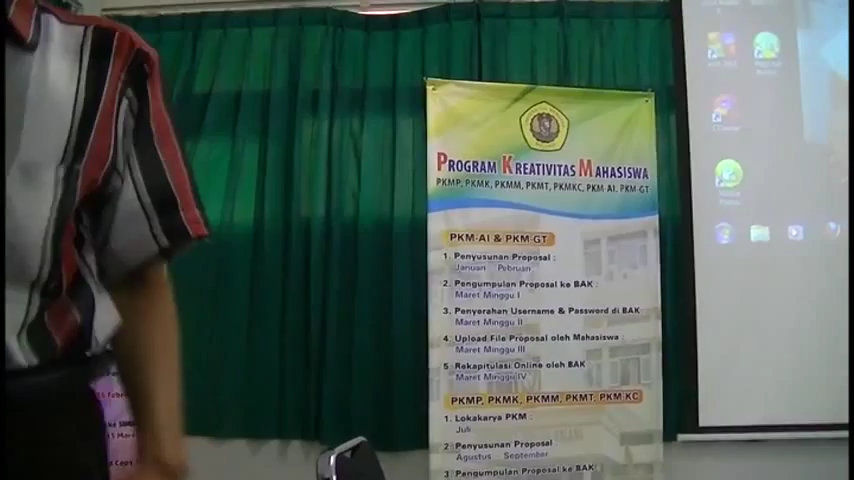 PROGRAM KREATIVITAS MAHASISWA
PKMP, PKMK, PKMM, PKMT, PKMKC, PKM-AI, PKM-GT
PKM-AI & PKM-GT
1. Penyusunan Proposal :
Januari Pebruari
2. Pengumpulan Proposal ke BAK :
Maret Minggu I
3. Penyerahan Username & Password di BAK
Maret Minggu II
4. Upload File Proposal oleh Mahasiswa :
Maret Minggu III
5. Rekapitulasi Online oleh BAK
Maret Minggu IV
PKMP, PKMK, PKMM, PKMT, PKM-KC
1. Lokakarya PKM :
Juli
2. Penyusunan Proposal :
Agustus September
3. Pengumpulan Proposal ke BAK: